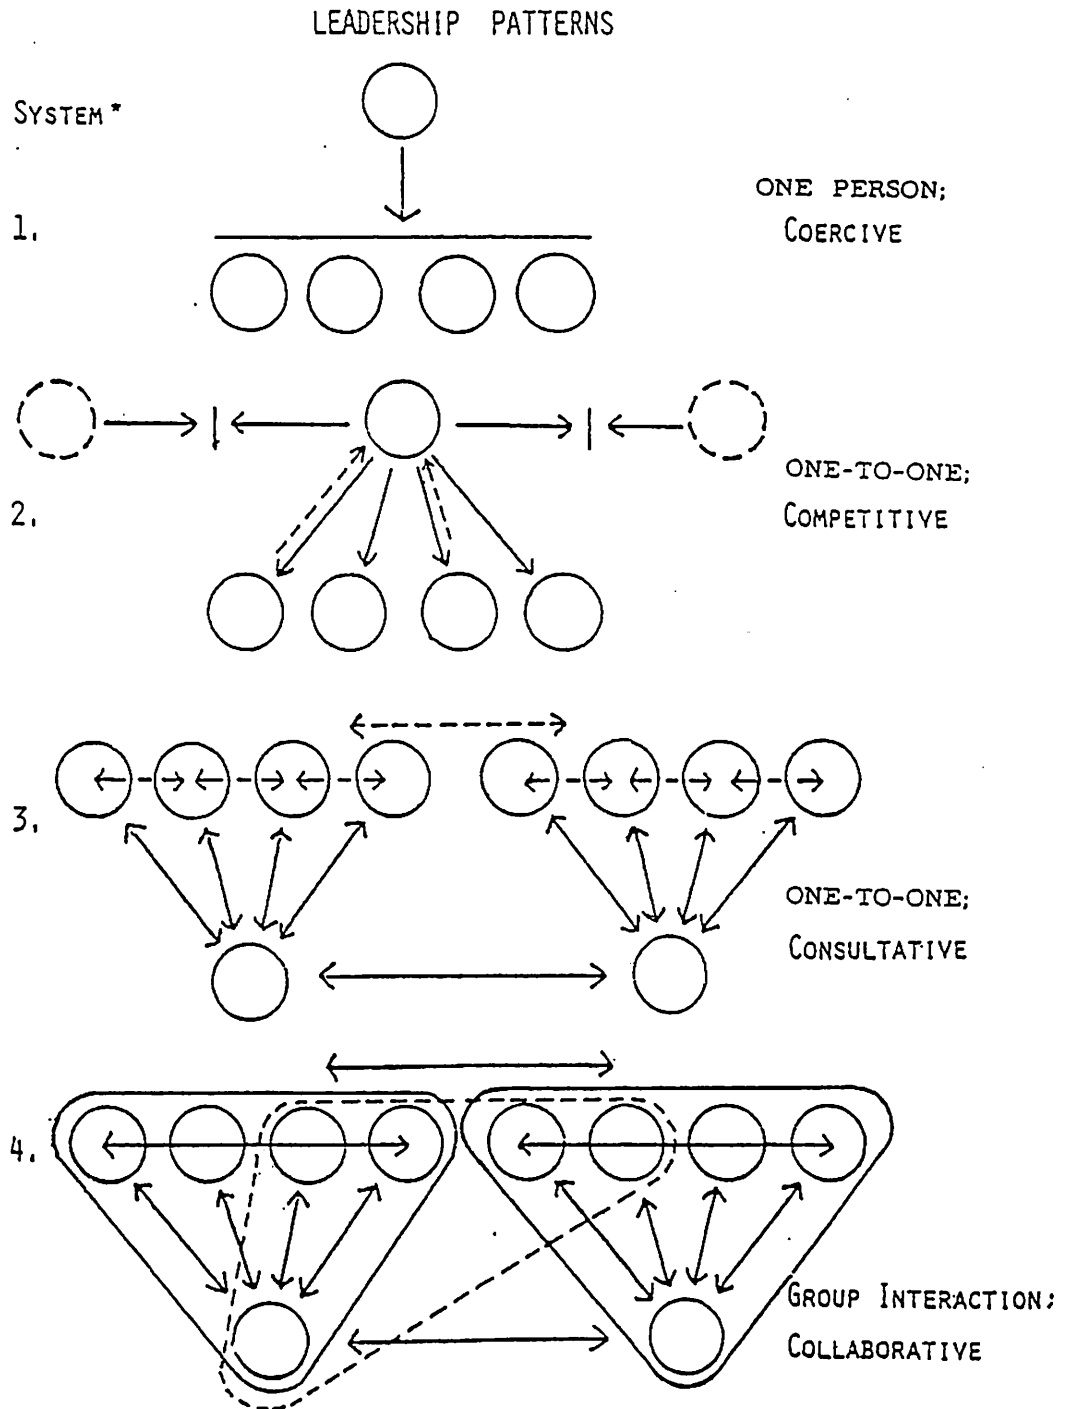 LEADERSHIP PATTERNS
SYSTEM*
1.
ONE PERSON;
COERCIVE
2.
ONE-TO-ONE;
COMPETITIVE
3.
ONE-TO-ONE;
CONSULTATIVE
4.
GROUP INTERACTION;
COLLABORATIVE